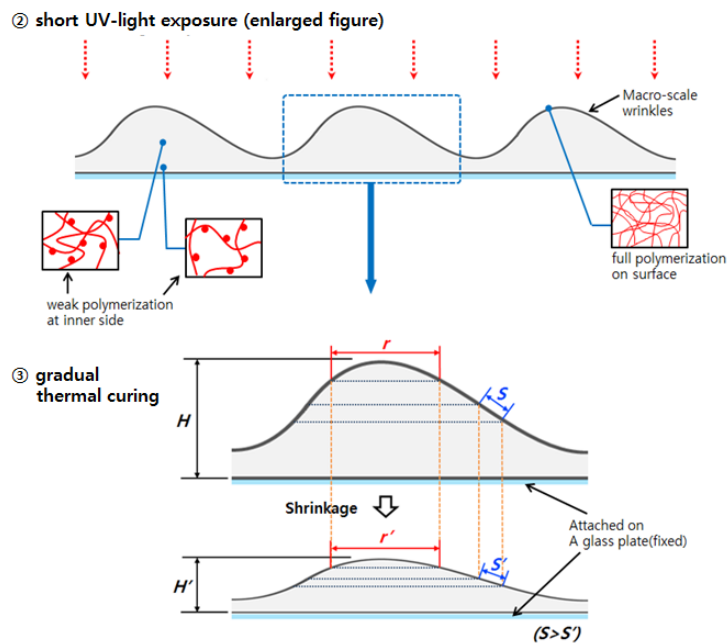 ② short UV-light exposure (enlarged figure)
Macro-scale
wrinkles
full polymerization
on surface
weak polymerization
at inner side
③ gradual
thermal curing
r
S
H
Shrinkage
Attached on
A glass plate(fixed)
r'
S'
H'
(S>S')